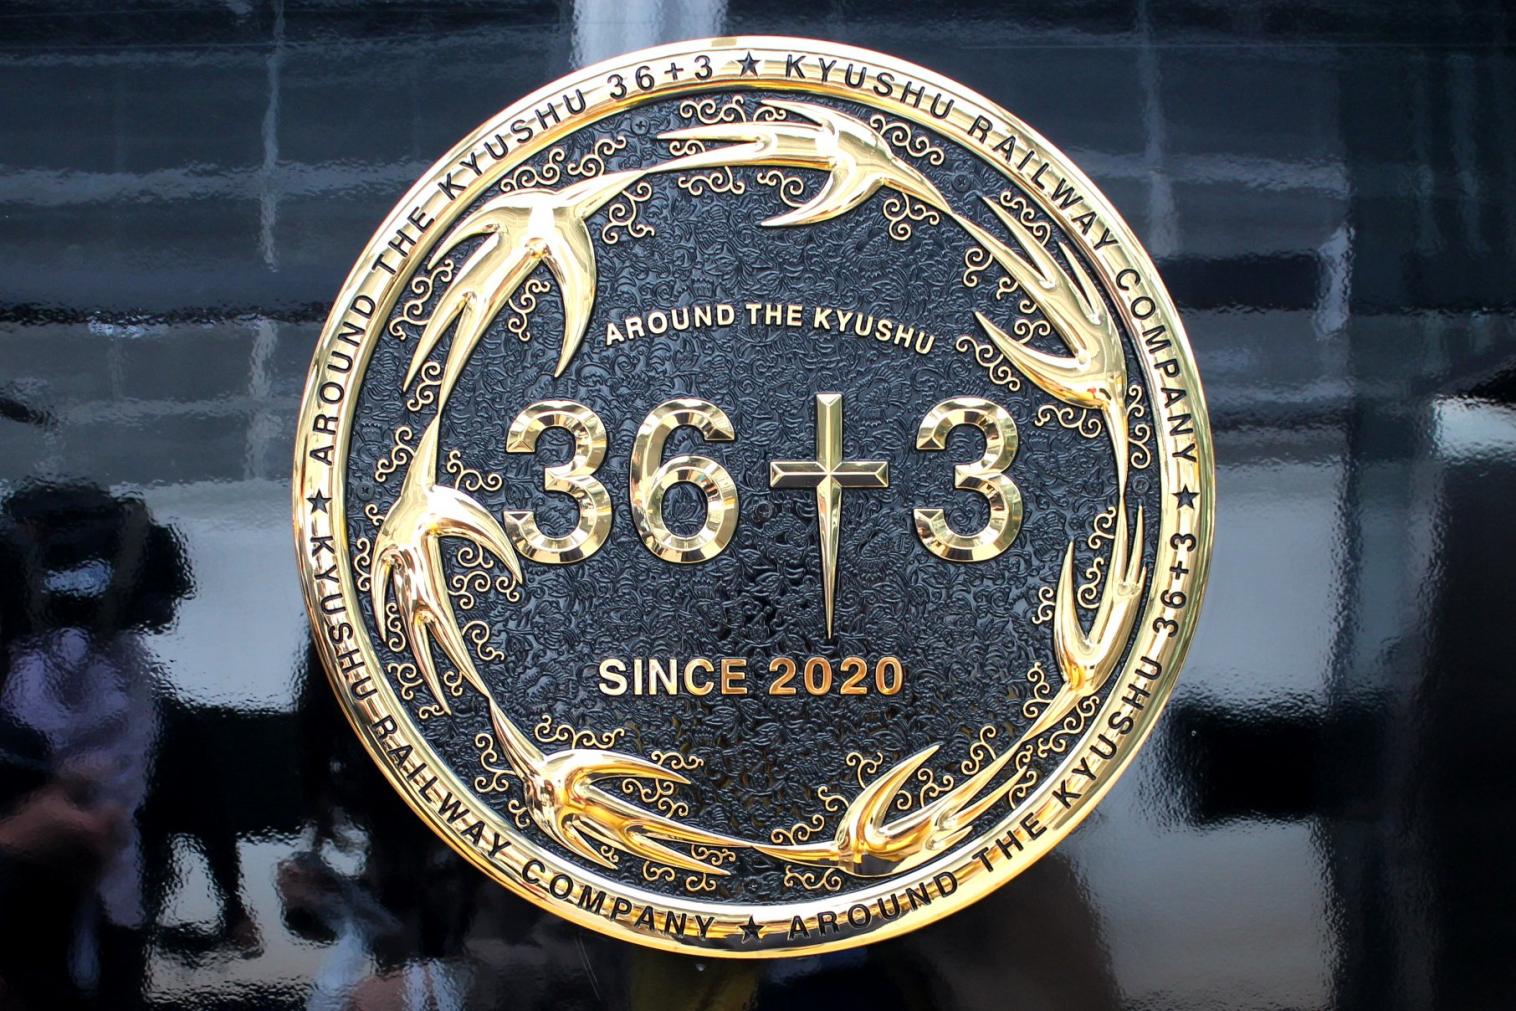 AROUND THE KYUSHU 36+3 ★ KYUSHU RAILWAY COMPANY ★ AROUND THE KYUSHU 36+3 ★ KYUSHU RAILWAY COMPANY ★
AROUND THE KYUSHU
36+3
SINCE 2020